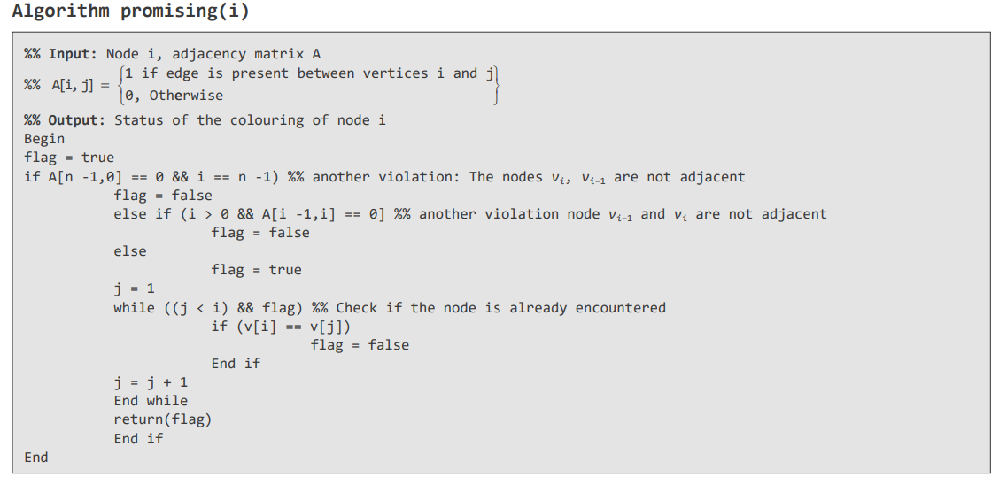 Algorithm promising(i)
%% Input: Node i, adjacency matrix A
%% A[i, j] = {1 if edge is present between vertices i and j}
{0, Otherwise}
%% Output: Status of the colouring of node i
Begin
flag = true
if A[n -1,0] == 0 && i == n -1) %% another violation: The nodes vᵢ, vᵢ₋₁ are not adjacent
flag = false
else if (i > 0 && A[i -1,i] == 0] %% another violation node vᵢ₋₁ and vᵢ are not adjacent
flag = false
else
flag = true
j = 1
while ((j < i) && flag) %% Check if the node is already encountered
if (v[i] == v[j])
flag = false
End if
j = j + 1
End while
return(flag)
End if
End